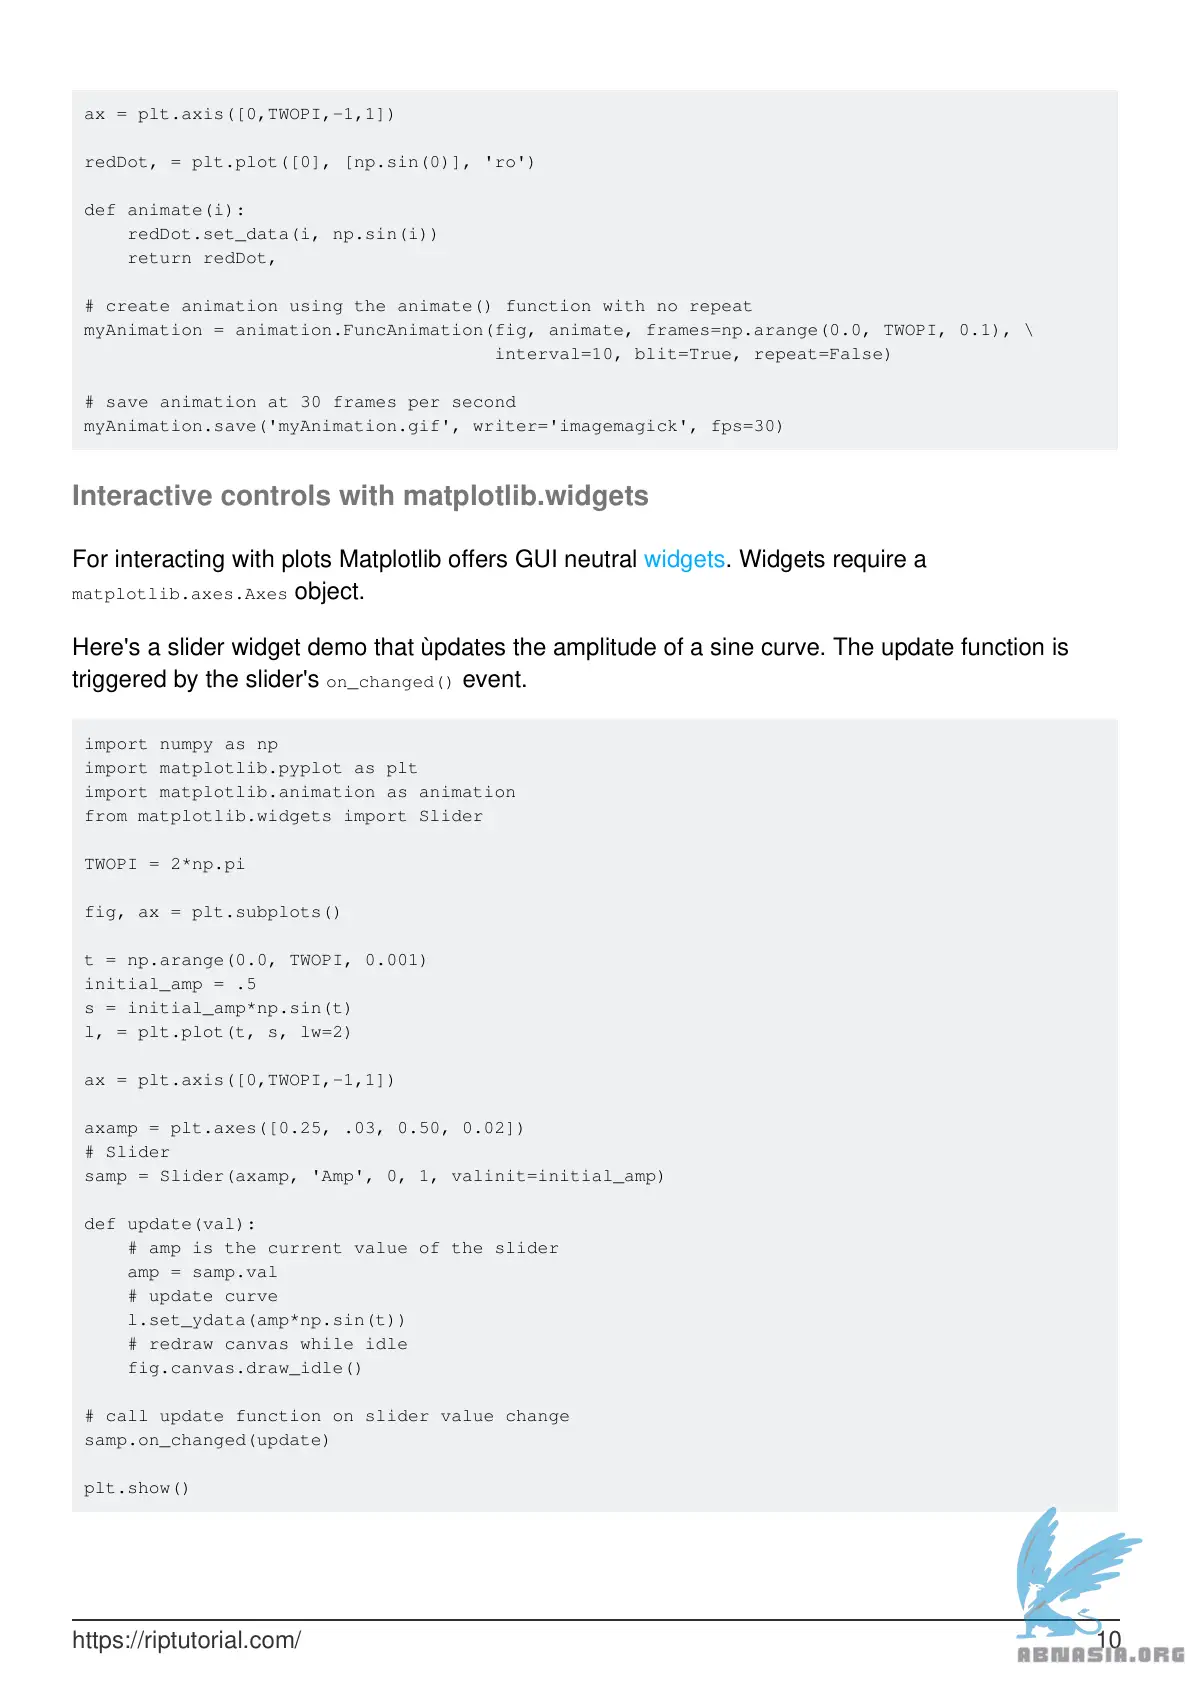 ax = plt.axis([0,TWOPI,-1,1])
redDot, = plt.plot([0], [np.sin(0)], 'ro')
def animate(i):
    redDot.set_data(i, np.sin(i))
    return redDot,
# create animation using the animate() function with no repeat
myAnimation = animation.FuncAnimation(fig, animate, frames=np.arange(0.0, TWOPI, 0.1), \
                                      interval=10, blit=True, repeat=False)
# save animation at 30 frames per second
myAnimation.save('myAnimation.gif', writer='imagemagick', fps=30)
Interactive controls with matplotlib.widgets
For interacting with plots Matplotlib offers GUI neutral widgets. Widgets require a
matplotlib.axes.Axes object.
Here's a slider widget demo that ùpdates the amplitude of a sine curve. The update function is
triggered by the slider's on_changed() event.
import numpy as np
import matplotlib.pyplot as plt
import matplotlib.animation as animation
from matplotlib.widgets import Slider
TWOPI = 2*np.pi
fig, ax = plt.subplots()
t = np.arange(0.0, TWOPI, 0.001)
initial_amp = .5
s = initial_amp*np.sin(t)
l, = plt.plot(t, s, lw=2)
ax = plt.axis([0,TWOPI,-1,1])
axamp = plt.axes([0.25, .03, 0.50, 0.02])
# Slider
samp = Slider(axamp, 'Amp', 0, 1, valinit=initial_amp)
def update(val):
    # amp is the current value of the slider
    amp = samp.val
    # update curve
    l.set_ydata(amp*np.sin(t))
    # redraw canvas while idle
    fig.canvas.draw_idle()
# call update function on slider value change
samp.on_changed(update)
plt.show()
https://riptutorial.com/
10
ABNASIA.ORG